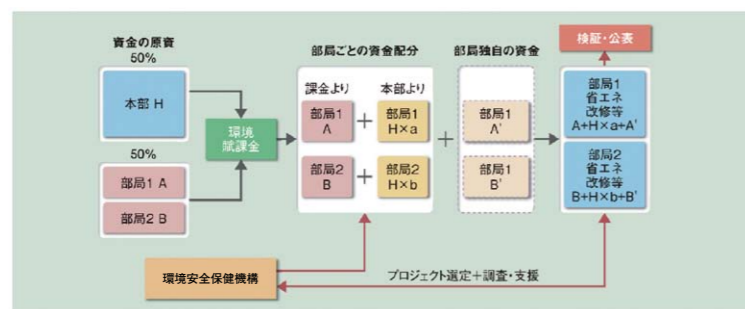 資金の原資
50%
本部 H
50%
部局1 A
部局2 B
環境
賦課金
部局ごとの資金配分
課金より
本部より
部局1
A
+
部局1
H×a
部局2
B
+
部局2
H×b
+
部局独自の資金
部局1
A’
部局1
B’
検証・公表
部局1
省エネ
改修等
A+H×a+A’
部局2
省エネ
改修等
B+H×b+B’
環境安全保健機構
プロジェクト選定+調査・支援